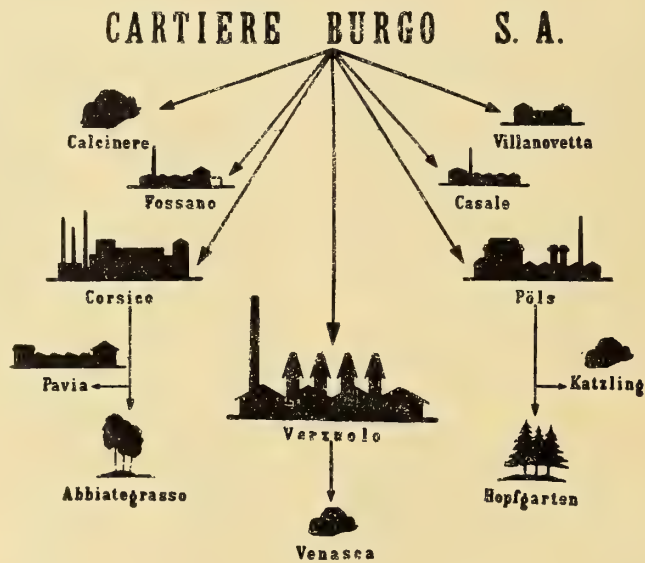 CARTIERE BURGO S. A.
Calcinere
Villanovetta
Fossano
Casale
Corsico
Pöls
Pavia
Katzling
Verzuolo
Abbiategrasso
Hopfgarten
Venasca